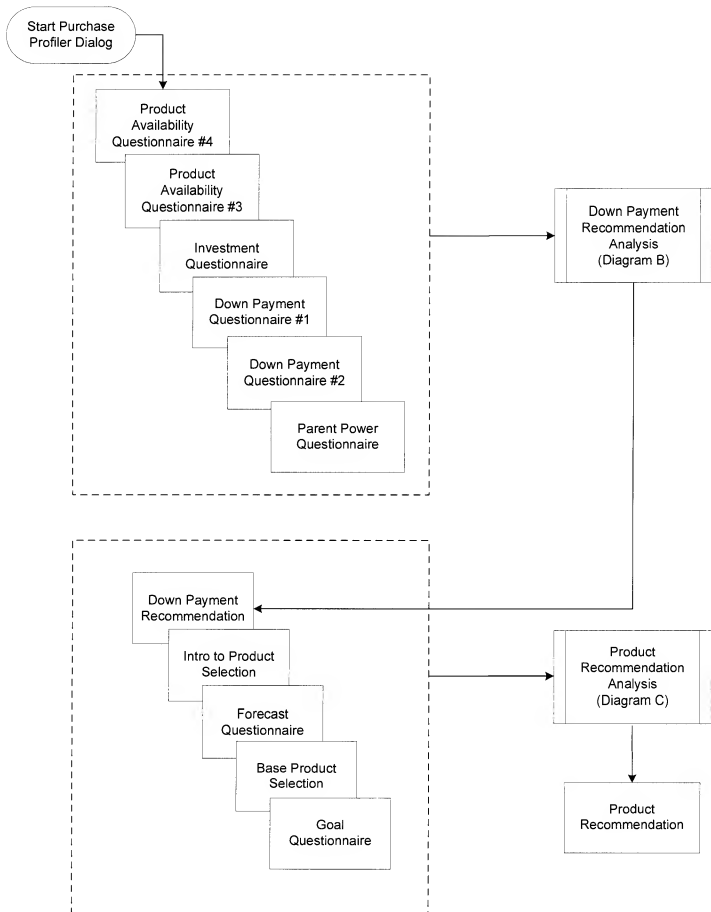 Start Purchase
Profiler Dialog
Product
Availability
Questionnaire #4
Product
Availability
Questionnaire #3
Investment
Questionnaire
Down Payment
Questionnaire #1
Down Payment
Questionnaire #2
Parent Power
Questionnaire
Down Payment
Recommendation
Analysis
(Diagram B)
Down Payment
Recommendation
Intro to Product
Selection
Forecast
Questionnaire
Base Product
Selection
Goal
Questionnaire
Product
Recommendation
Analysis
(Diagram C)
Product
Recommendation